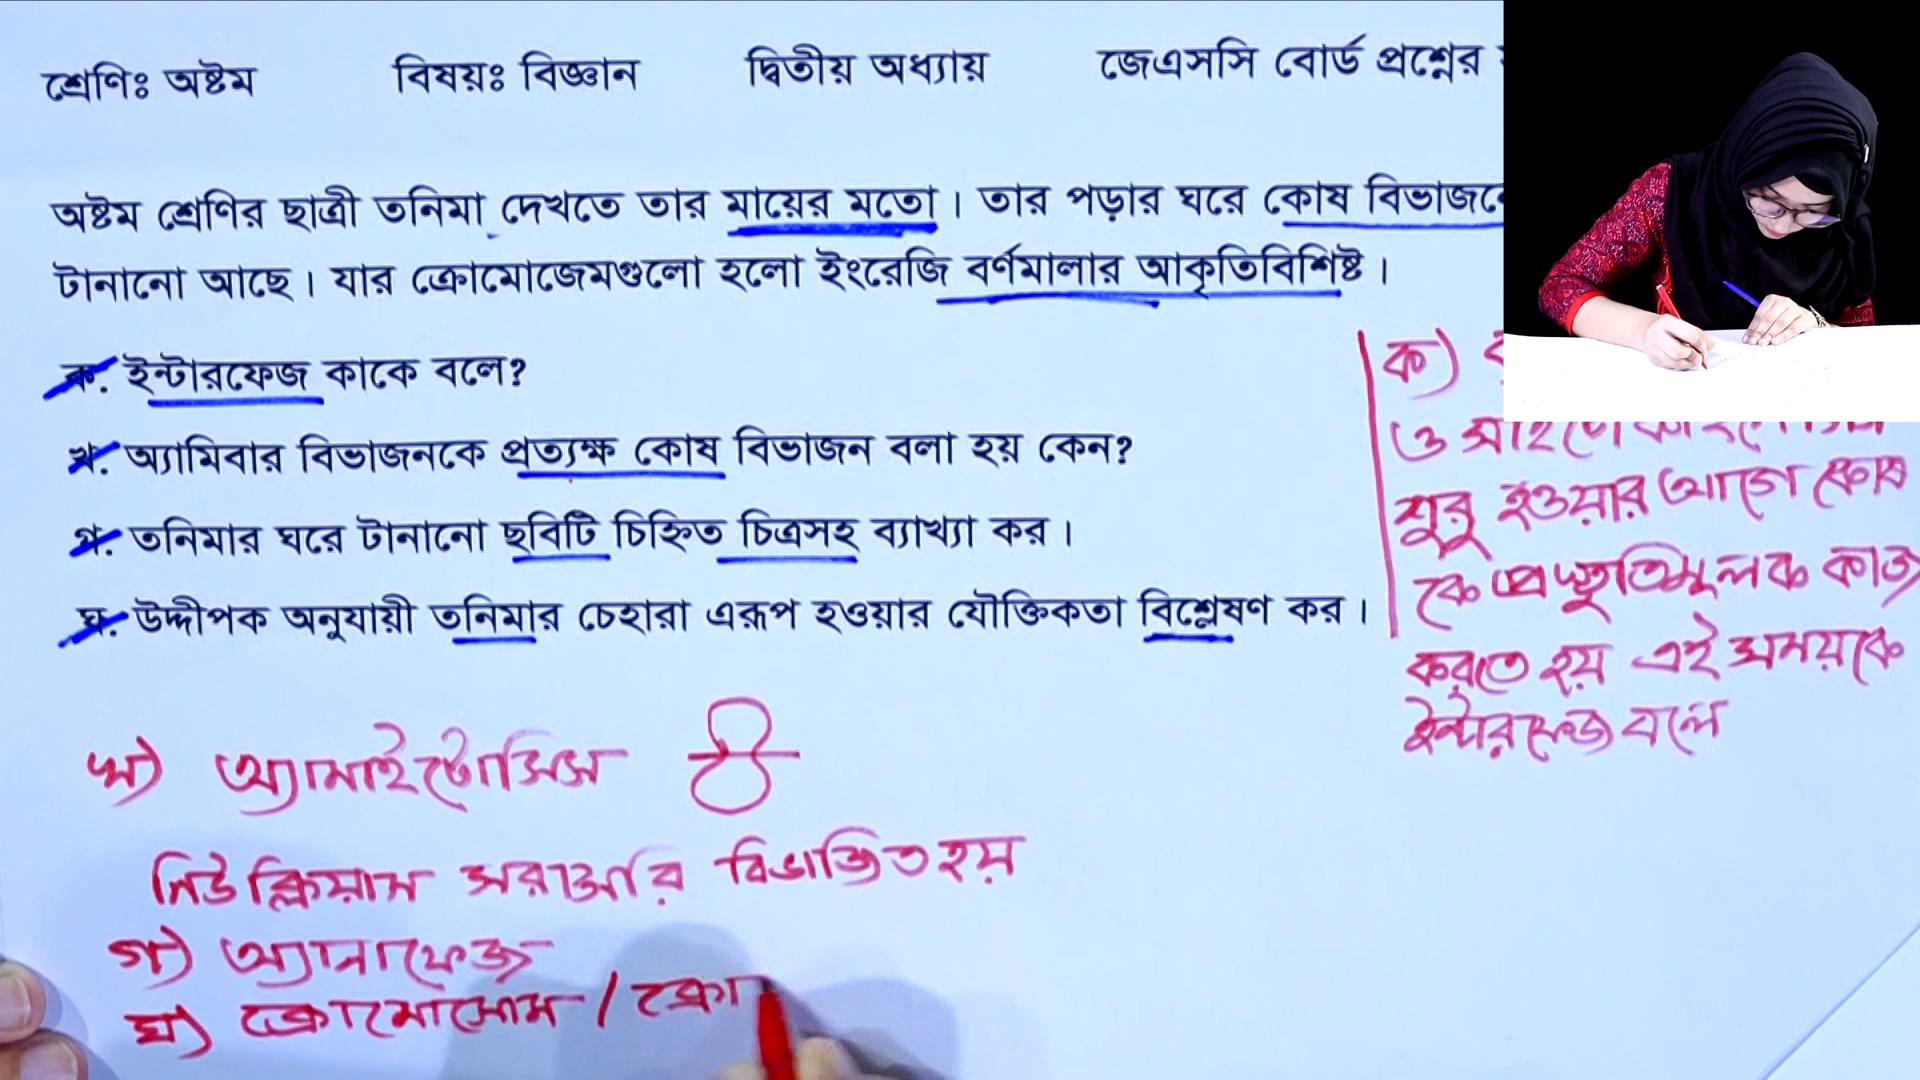 শ্রেণিঃ অষ্টম বিষয়ঃ বিজ্ঞান দ্বিতীয় অধ্যায় জেএসসি বোর্ড প্রশ্নের
অষ্টম শ্রেণির ছাত্রী তনিমা দেখতে তার মায়ের মতো। তার পড়ার ঘরে কোষ
টানানো আছে। যার ক্রোমোজেমগুলো হলো ইংরেজি বর্ণমালার আকৃতিবিশিষ্ট।
ক. ইন্টারফেজ কাকে বলে?
খ. অ্যামিবার বিভাজনকে প্রত্যক্ষ কোষ বিভাজন বলা হয় কেন?
গ. তনিমার ঘরে টানানো ছবিটি চিহ্নিত চিত্রসহ ব্যাখ্যা কর।
ঘ. উদ্দীপক অনুযায়ী তনিমার চেহারা এরূপ হওয়ার যৌক্তিকতা বিশ্লেষণ কর।
ক)
ও
শুরু হওয়ার আগে কোষ
কে প্রস্তুতিমূলক কাজ
করতে হয় এই সময়কে
ইন্টারফেজ বলে
খ) অ্যামাইটোসিস
নিউক্লিয়াস সরাসরি বিভাজিত হয়
গ) অ্যানাফেজ
ঘ) ক্রোমোসোম / ক্রো